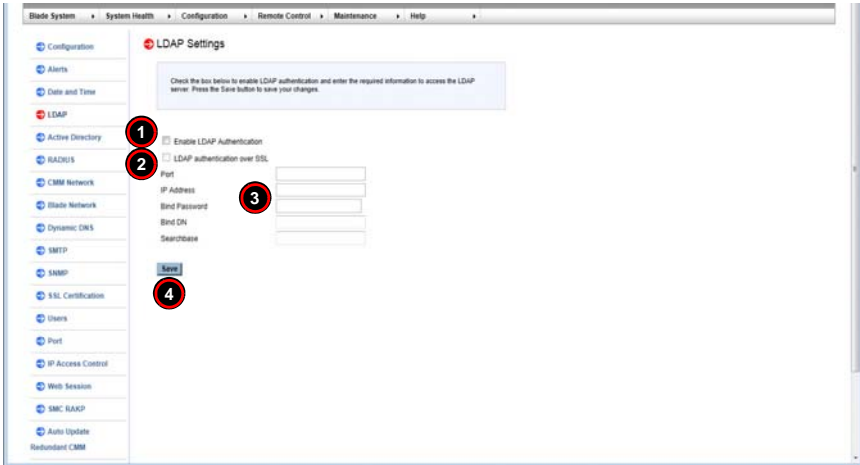 Blade System System Health Configuration Remote Control Maintenance Help
Configuration
Alerts
Date and Time
LDAP
Active Directory
RADIUS
CMM Network
Blade Network
Dynamic DNS
SMTP
SNMP
SSL Certification
Users
Port
IP Access Control
Web Session
SMC RAKP
Auto Update
Redundant CMM
LDAP Settings
Check the box below to enable LDAP authentication and enter the required information to access the LDAP
server. Press the Save button to save your changes.
1 Enable LDAP Authentication
2 LDAP authentication over SSL
Port
IP Address
3
Bind Password
Bind DN
Searchbase
Save
4